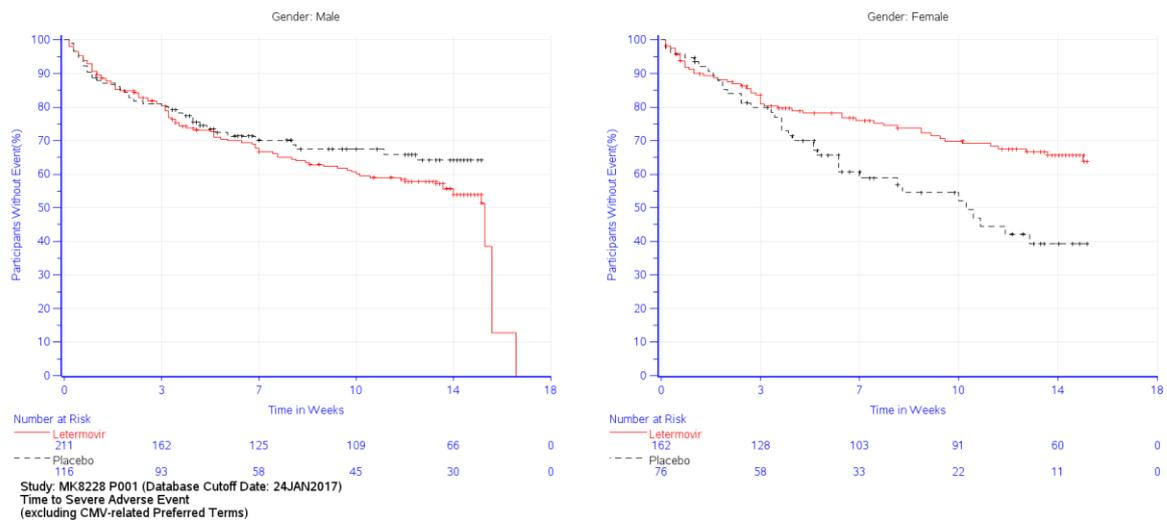 Gender: Male
100
90
80
70
60
50
40
30
20
10
0
Participants Without Event(%)
0 3 7 10 14 18
Time in Weeks
Number at Risk
Letermovir
211 162 125 109 66 0
Placebo
116 93 58 45 30 0
Gender: Female
100
90
80
70
60
50
40
30
20
10
0
Participants Without Event(%)
0 3 7 10 14 18
Time in Weeks
Number at Risk
Letermovir
162 128 103 91 60 0
Placebo
76 58 33 22 11 0
Study: MK8228 P001 (Database Cutoff Date: 24JAN2017)
Time to Severe Adverse Event
(excluding CMV-related Preferred Terms)